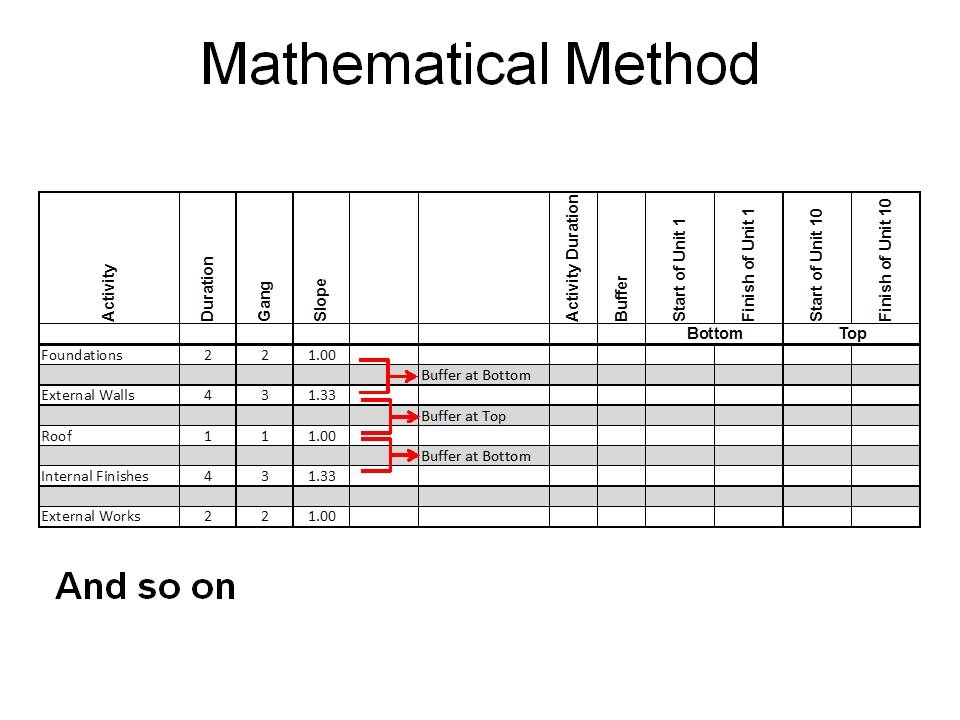 Mathematical Method
Activity Duration Gang Slope Activity Duration Buffer Start of Unit 1 Finish of Unit 1 Start of Unit 10 Finish of Unit 10
Bottom Top
Foundations 2 2 1.00
Buffer at Bottom
External Walls 4 3 1.33
Buffer at Top
Roof 1 1 1.00
Buffer at Bottom
Internal Finishes 4 3 1.33
External Works 2 2 1.00
And so on